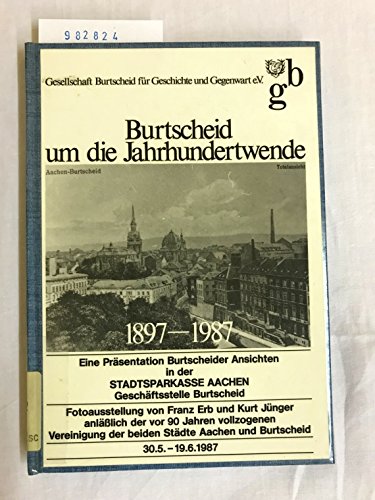 982824
Gesellschaft Burtscheid für Geschichte und Gegenwart e.V.
gb
Burtscheid
um die Jahrhundertwende
Aachen-Burtscheid
Totalansicht
1897—1987
Eine Präsentation Burtscheider Ansichten
in der
STADTSPARKASSE AACHEN
Geschäftsstelle Burtscheid
Fotoausstellung von Franz Erb und Kurt Jünger
anläßlich der vor 90 Jahren vollzogenen
Vereinigung der beiden Städte Aachen und Burtscheid
30.5.–19.6.1987
SC